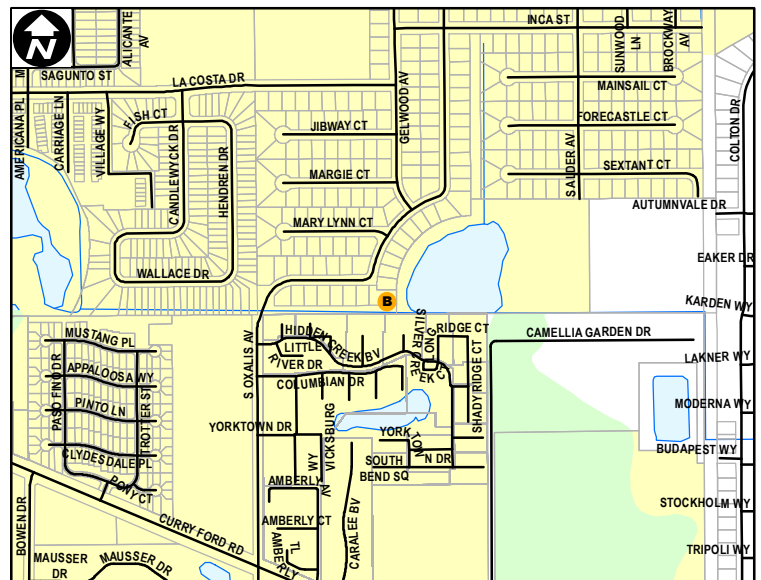 N
ALICANTE
AV
INCA ST
SUNWOOD
LN
BROCKWAY
AV
M
SAGUNTO ST
LA COSTA DR
MAINSAIL CT
AMERICANA PL
CARRIAGE LN
VILLAGE WY
FISH CT
CANDLEWYCK DR
HENDREN DR
JIBWAY CT
GELWOOD AV
FORECASTLE CT
COLTON DR
MARGIE CT
SALDER AV
SEXTANT CT
AUTUMNVALE DR
MARY LYNN CT
WALLACE DR
EAKER DR
B
KARDEN WY
MUSTANG PL
S OXALIS AV
HIDDEN CREEK BV
LITTLE
RIVER DR
SILVER
LONG
CREEK CT
RIDGE CT
CAMELLIA GARDEN DR
LAKNER WY
PASO FINO DR
APPALOOSA WY
COLUMBIAN DR
SHADY RIDGE CT
PINTO LN
TROTTER ST
MODERNA WY
YORKTOWN DR
VICKSBURG
AV
YORK
TOWN DR
CLYDESDALE PL
WY
SOUTH
BEND SQ
BUDAPEST WY
PONY CT
AMBERLY
CURRY FORD RD
AMBERLY CT
CARALEE BV
STOCKHOLM WY
BOWEN DR
AMBERLY
TL
MAUSSER
DR
MAUSSER DR
TRIPOLI WY